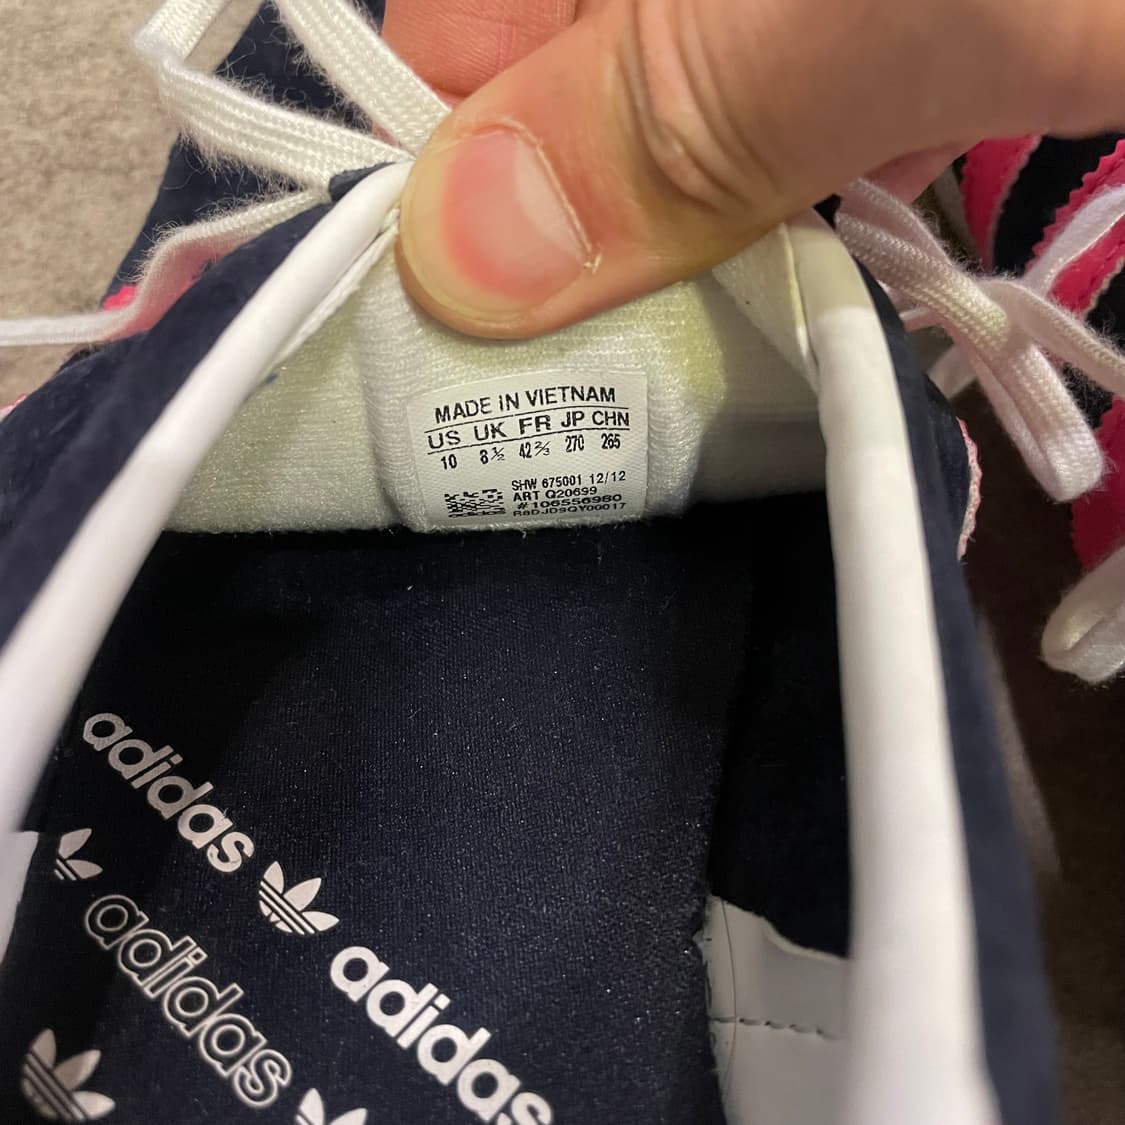 MADE IN VIETNAM
US UK FR JP CHN
10 8½ 42⅔ 270 265
SHW 675001 12/12
ART Q20699
#106556980
R8DJD9QY00017
adidas
adidas
adidas